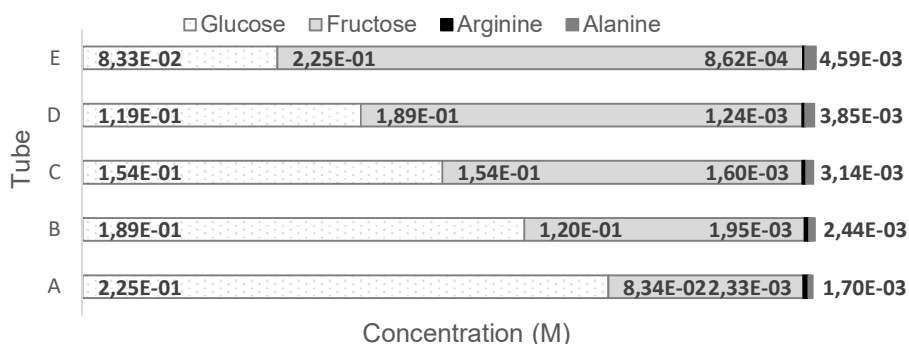 Glucose Fructose Arginine Alanine
E 8,33E-02 2,25E-01 8,62E-04 4,59E-03
D 1,19E-01 1,89E-01 1,24E-03 3,85E-03
C 1,54E-01 1,54E-01 1,60E-03 3,14E-03
B 1,89E-01 1,20E-01 1,95E-03 2,44E-03
A 2,25E-01 8,34E-02 2,33E-03 1,70E-03
Tube
Concentration (M)